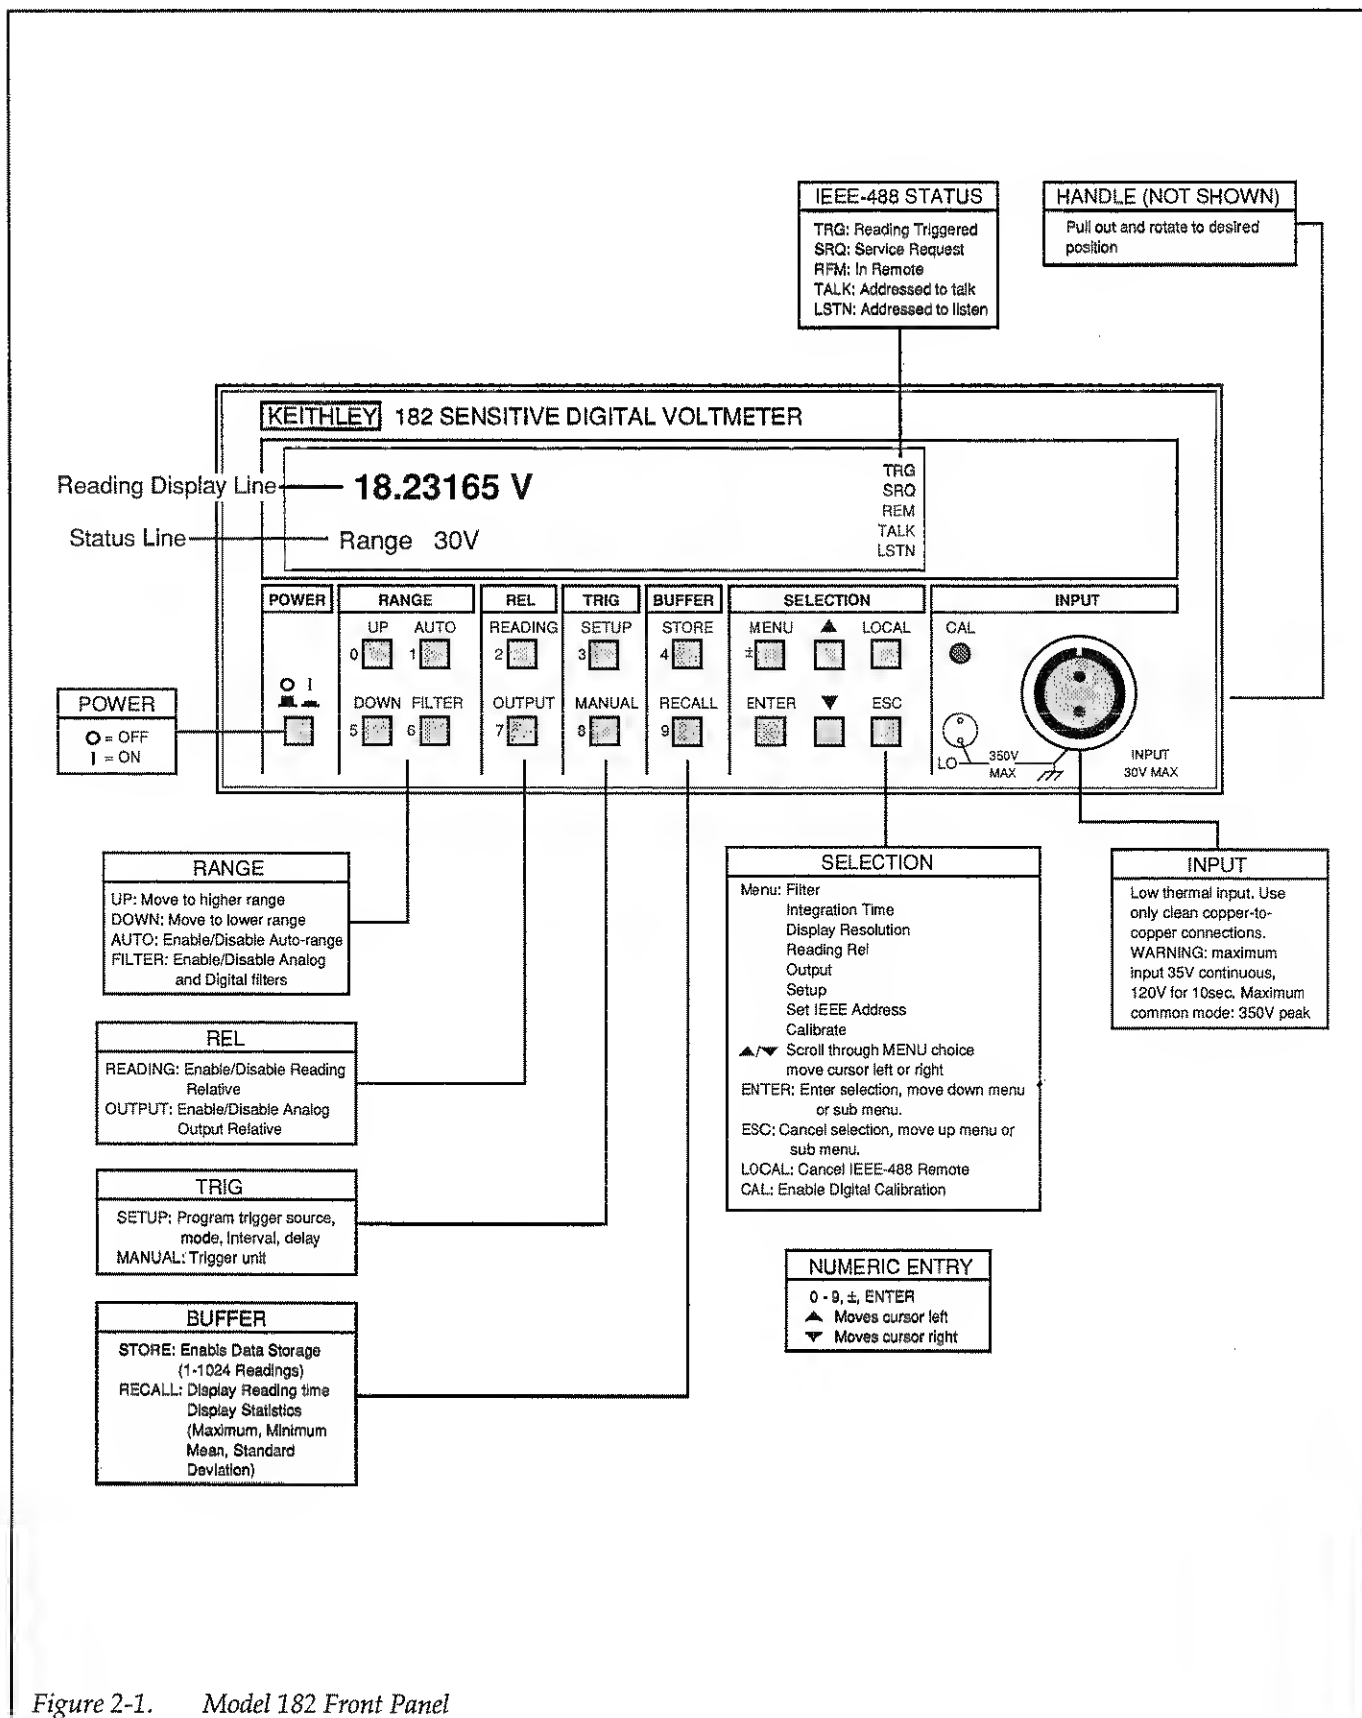 IEEE-488 STATUS
TRG: Reading Triggered
SRQ: Service Request
RFM: In Remote
TALK: Addressed to talk
LSTN: Addressed to listen
HANDLE (NOT SHOWN)
Pull out and rotate to desired
position
KEITHLEY 182 SENSITIVE DIGITAL VOLTMETER
Reading Display Line
18.23165 V
Status Line
Range 30V
TRG
SRQ
REM
TALK
LSTN
POWER RANGE REL TRIG BUFFER SELECTION INPUT
UP AUTO READING SETUP STORE MENU ▲ LOCAL CAL
0 1 2 3 4 ±
O I
DOWN FILTER OUTPUT MANUAL RECALL ENTER ▼ ESC
5 6 7 8 9
LO
350V
MAX
INPUT
30V MAX
POWER
O = OFF
I = ON
RANGE
UP: Move to higher range
DOWN: Move to lower range
AUTO: Enable/Disable Auto-range
FILTER: Enable/Disable Analog
and Digital filters
REL
READING: Enable/Disable Reading
Relative
OUTPUT: Enable/Disable Analog
Output Relative
TRIG
SETUP: Program trigger source,
mode, Interval, delay
MANUAL: Trigger unit
BUFFER
STORE: Enable Data Storage
(1-1024 Readings)
RECALL: Display Reading time
Display Statistics
(Maximum, Minimum
Mean, Standard
Deviation)
SELECTION
Menu: Filter
Integration Time
Display Resolution
Reading Rel
Output
Setup
Set IEEE Address
Calibrate
▲/▼ Scroll through MENU choice
move cursor left or right
ENTER: Enter selection, move down menu
or sub menu.
ESC: Cancel selection, move up menu or
sub menu.
LOCAL: Cancel IEEE-488 Remote
CAL: Enable Digital Calibration
INPUT
Low thermal input. Use
only clean copper-to-
copper connections.
WARNING: maximum
input 35V continuous,
120V for 10sec. Maximum
common mode: 350V peak
NUMERIC ENTRY
0 - 9, ±, ENTER
▲ Moves cursor left
▼ Moves cursor right
Figure 2-1. Model 182 Front Panel